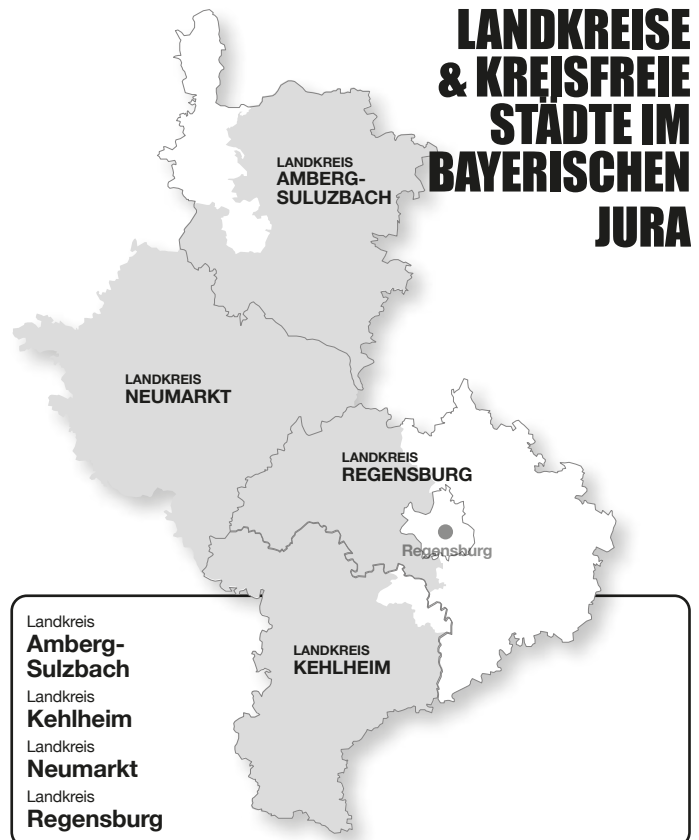 LANDKREISE
& KREISFREIE
STÄDTE IM
BAYERISCHEN
JURA
LANDKREIS
AMBERG-
SULUZBACH
LANDKREIS
NEUMARKT
LANDKREIS
REGENSBURG
Regensburg
LANDKREIS
KEHLHEIM
Landkreis
Amberg-
Sulzbach
Landkreis
Kehlheim
Landkreis
Neumarkt
Landkreis
Regensburg